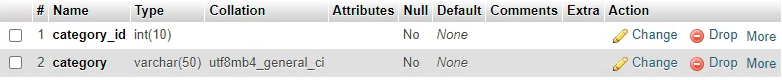 # Name Type Collation Attributes Null Default Comments Extra Action
1 category_id int(10) No None Change Drop More
2 category varchar(50) utf8mb4_general_ci No None Change Drop More